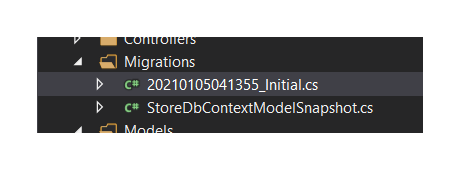 Controllers
Migrations
20210105041355_Initial.cs
StoreDbContextModelSnapshot.cs
Models